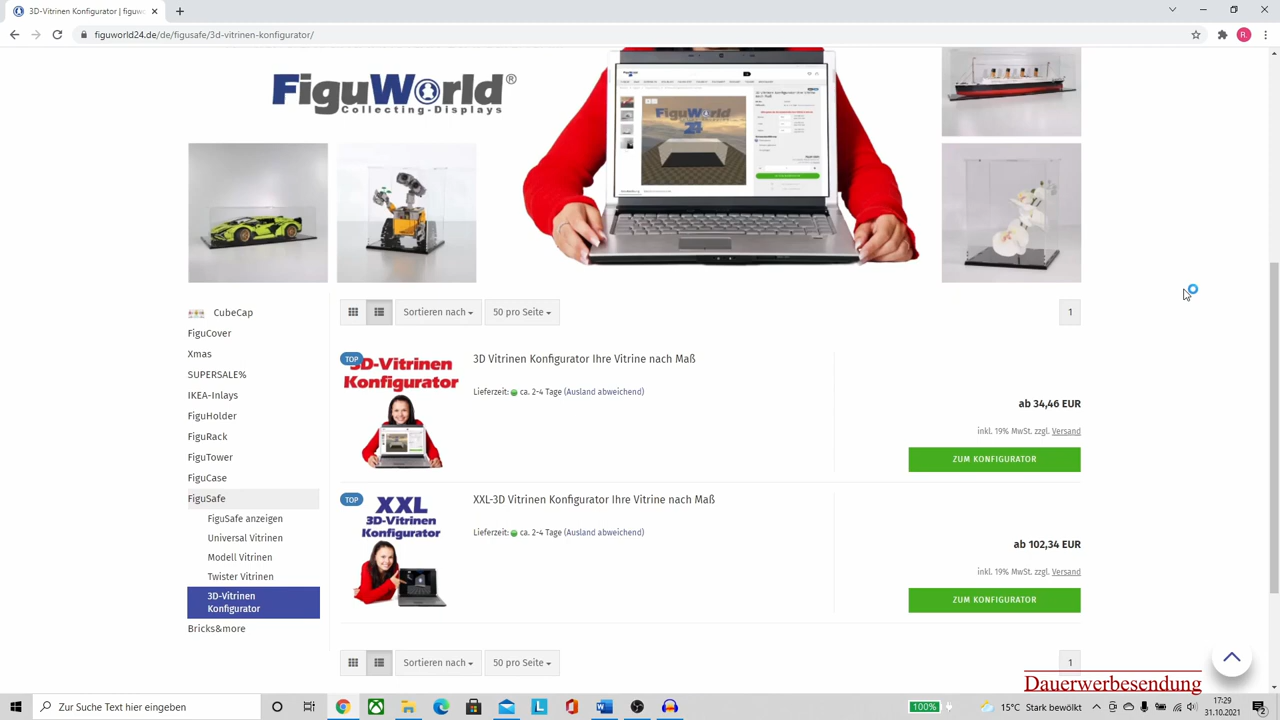 3D-Vitrinen Konfigurator | Figuwo
figuworld24.de/de/figusafe/3d-vitrinen-konfigurator/
R.
FiguWorld®
Collecting-Display
FiguWorld
24
CubeCap
FiguCover
Xmas
SUPERSALE%
IKEA-Inlays
FiguHolder
FiguRack
FiguTower
FiguCase
FiguSafe
FiguSafe anzeigen
Universal Vitrinen
Modell Vitrinen
Twister Vitrinen
3D-Vitrinen
Konfigurator
Bricks&more
Sortieren nach
50 pro Seite
1
TOP
3D-Vitrinen
Konfigurator
3D Vitrinen Konfigurator Ihre Vitrine nach Maß
Lieferzeit: ca. 2-4 Tage (Ausland abweichend)
ab 34,46 EUR
inkl. 19% MwSt. zzgl. Versand
ZUM KONFIGURATOR
TOP
XXL
3D-Vitrinen
Konfigurator
XXL-3D Vitrinen Konfigurator Ihre Vitrine nach Maß
Lieferzeit: ca. 2-4 Tage (Ausland abweichend)
ab 102,34 EUR
inkl. 19% MwSt. zzgl. Versand
ZUM KONFIGURATOR
Sortieren nach
50 pro Seite
1
Dauerwerbesendung
Zur Suche Text hier eingeben
100%
15°C Stark bewölkt
17:29
31.10.2021
2